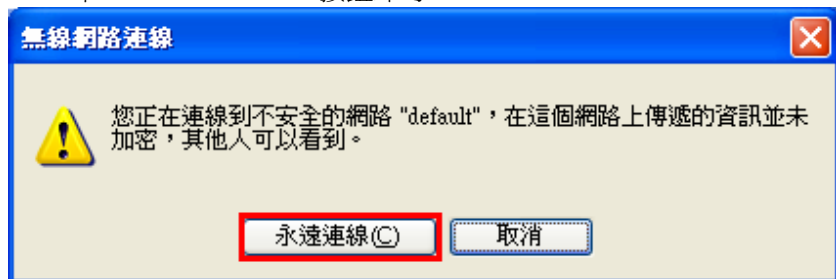 無線網路連線
您正在連線到不安全的網路 "default"，在這個網路上傳遞的資訊並未
加密，其他人可以看到。
永遠連線(C)
取消